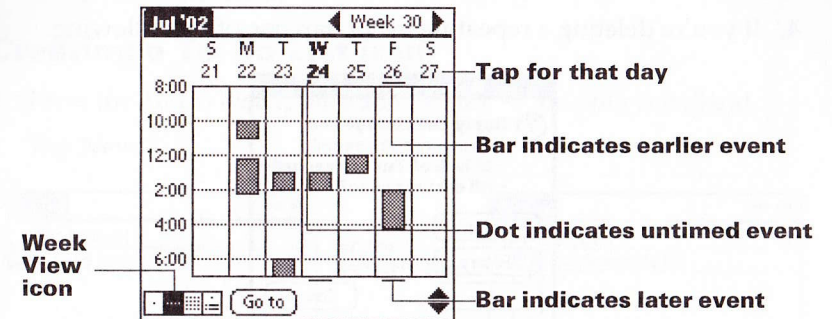 Jul '02 Week 30
S M T W T F S
21 22 23 24 25 26 27
Tap for that day
8:00
10:00
Bar indicates earlier event
12:00
2:00
4:00
Dot indicates untimed event
6:00
Week
View
icon
Go to
Bar indicates later event